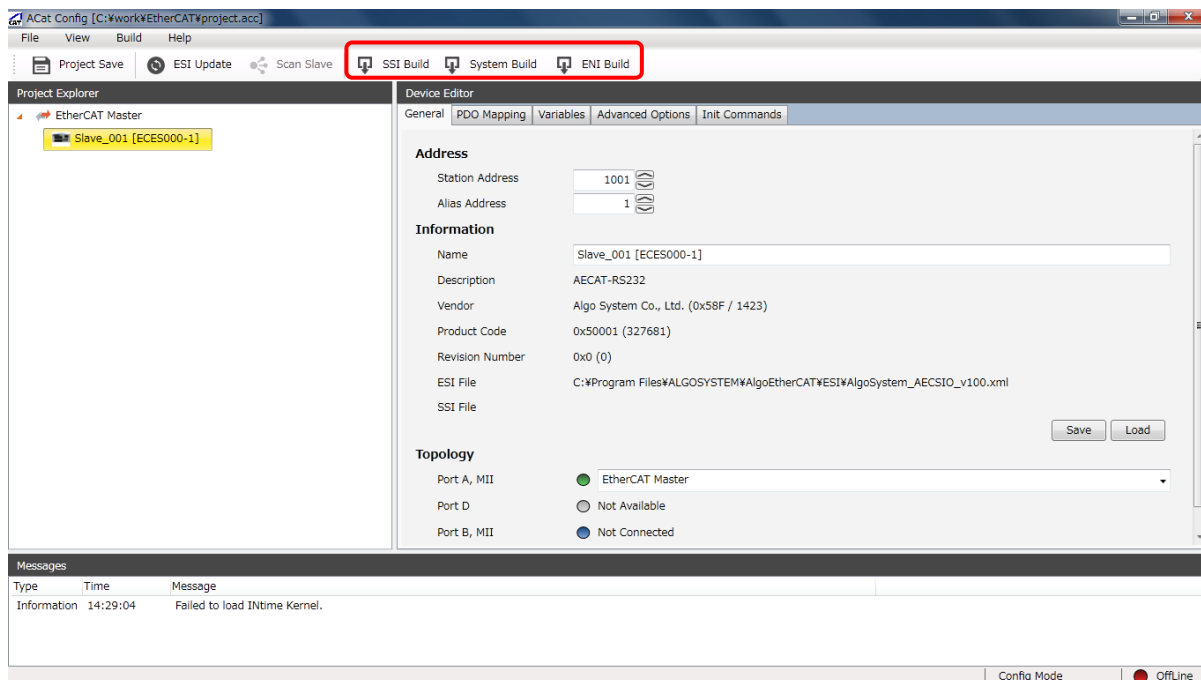 ACat Config [C:¥work¥EtherCAT¥project.acc]
File View Build Help
Project Save ESI Update Scan Slave SSI Build System Build ENI Build
Project Explorer
EtherCAT Master
Slave_001 [ECES000-1]
Device Editor
General PDO Mapping Variables Advanced Options Init Commands
Address
Station Address 1001
Alias Address 1
Information
Name Slave_001 [ECES000-1]
Description AECAT-RS232
Vendor Algo System Co., Ltd. (0x58F / 1423)
Product Code 0x50001 (327681)
Revision Number 0x0 (0)
ESI File C:¥Program Files¥ALGOSYSTEM¥AlgoEtherCAT¥ESI¥AlgoSystem_AECSIO_v100.xml
SSI File
Save Load
Topology
Port A, MII EtherCAT Master
Port D Not Available
Port B, MII Not Connected
Messages
Type Time Message
Information 14:29:04 Failed to load INtime Kernel.
Config Mode OffLine